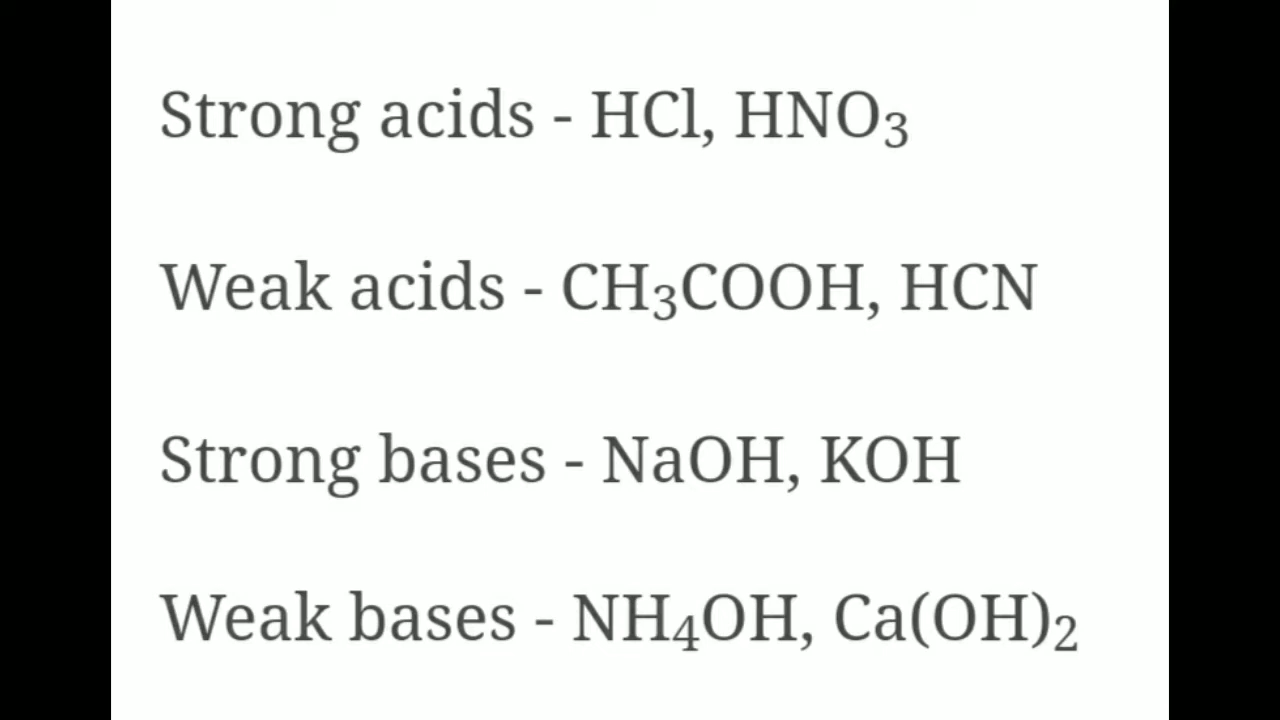 Strong acids - HCl, HNO₃
Weak acids - CH₃COOH, HCN
Strong bases - NaOH, KOH
Weak bases - NH₄OH, Ca(OH)₂